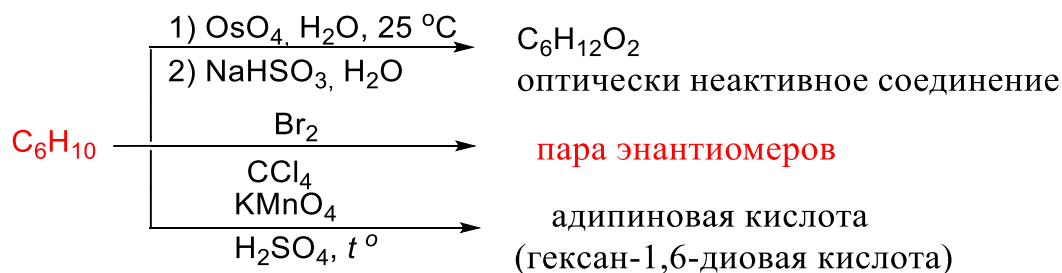 1) OsO4, H2O, 25 °C
2) NaHSO3, H2O
C6H12O2
оптически неактивное соединение
C6H10
Br2
CCl4
пара энантиомеров
KMnO4
H2SO4, t°
адипиновая кислота
(гексан-1,6-диовая кислота)